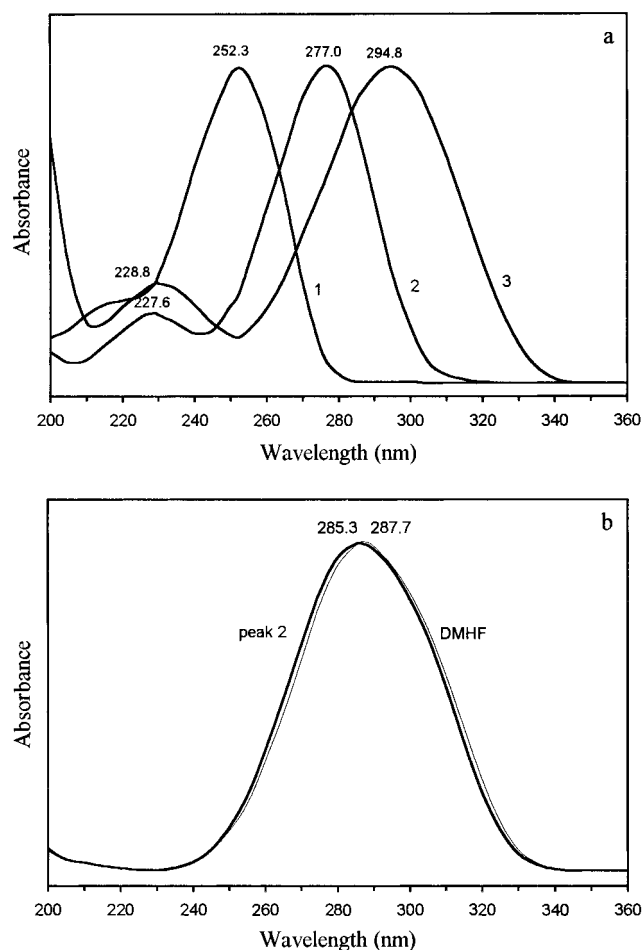 a
252.3 277.0 294.8
228.8
227.6
1 2 3
Absorbance
200 220 240 260 280 300 320 340 360
Wavelength (nm)
b
285.3 287.7
peak 2 DMHF
Absorbance
200 220 240 260 280 300 320 340 360
Wavelength (nm)